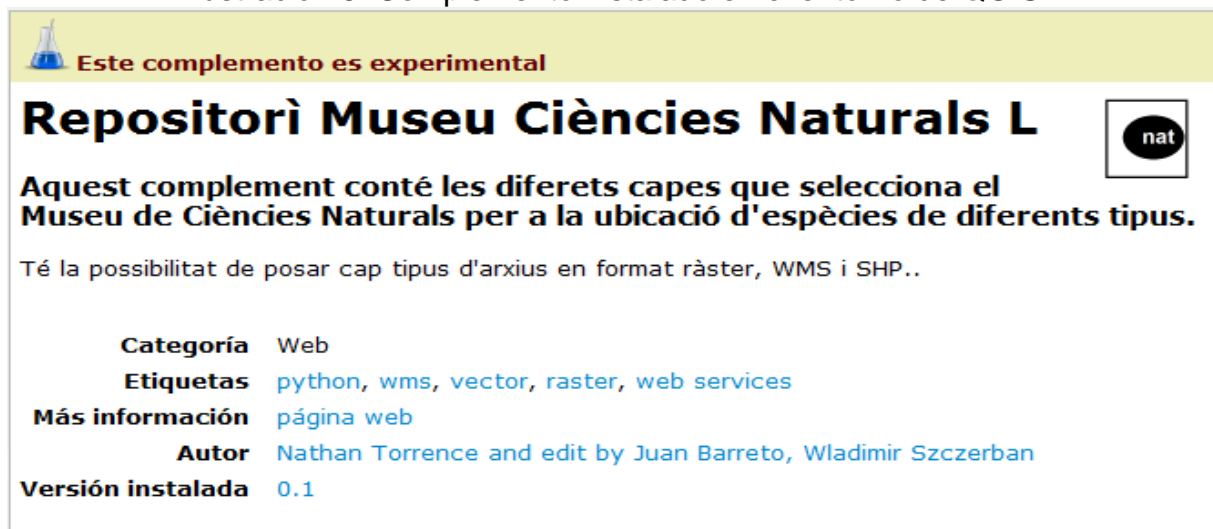 Este complemento es experimental
Repositorì Museu Ciències Naturals L
nat
Aquest complement conté les diferets capes que selecciona el
Museu de Ciències Naturals per a la ubicació d'espècies de diferents tipus.
Té la possibilitat de posar cap tipus d'arxius en format ràster, WMS i SHP..
Categoría Web
Etiquetas python, wms, vector, raster, web services
Más información página web
Autor Nathan Torrence and edit by Juan Barreto, Wladimir Szczerban
Versión instalada 0.1